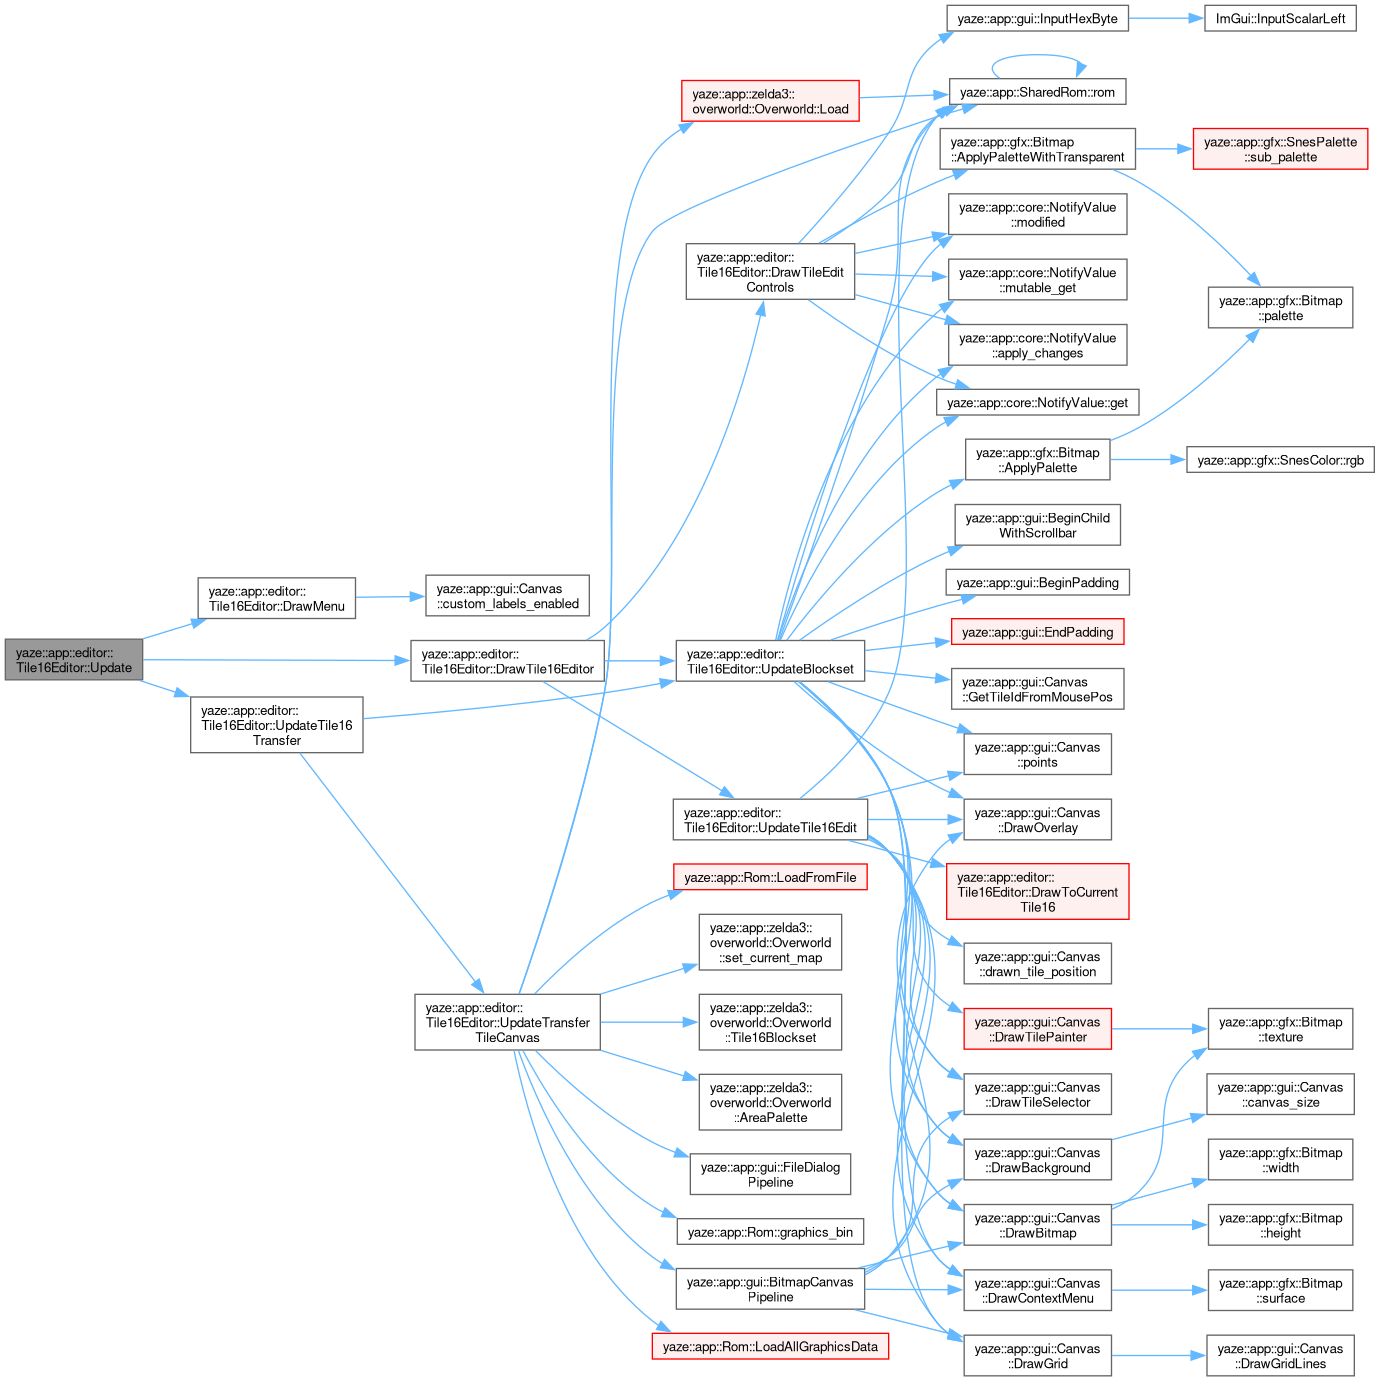 yaze::app::editor::
Tile16Editor::Update
yaze::app::editor::
Tile16Editor::DrawMenu
yaze::app::gui::Canvas
::custom_labels_enabled
yaze::app::editor::
Tile16Editor::DrawTile16Editor
yaze::app::editor::
Tile16Editor::UpdateTile16
Transfer
yaze::app::zelda3::
overworld::Overworld::Load
yaze::app::editor::
Tile16Editor::DrawTileEdit
Controls
yaze::app::editor::
Tile16Editor::UpdateBlockset
yaze::app::editor::
Tile16Editor::UpdateTile16Edit
yaze::app::Rom::LoadFromFile
yaze::app::zelda3::
overworld::Overworld
::set_current_map
yaze::app::editor::
Tile16Editor::UpdateTransfer
TileCanvas
yaze::app::zelda3::
overworld::Overworld
::Tile16Blockset
yaze::app::zelda3::
overworld::Overworld
::AreaPalette
yaze::app::gui::FileDialog
Pipeline
yaze::app::Rom::graphics_bin
yaze::app::gui::BitmapCanvas
Pipeline
yaze::app::Rom::LoadAllGraphicsData
yaze::app::gui::InputHexByte
ImGui::InputScalarLeft
yaze::app::SharedRom::rom
yaze::app::gfx::Bitmap
::ApplyPaletteWithTransparent
yaze::app::gfx::SnesPalette
::sub_palette
yaze::app::core::NotifyValue
::modified
yaze::app::core::NotifyValue
::mutable_get
yaze::app::gfx::Bitmap
::palette
yaze::app::core::NotifyValue
::apply_changes
yaze::app::core::NotifyValue::get
yaze::app::gfx::Bitmap
::ApplyPalette
yaze::app::gfx::SnesColor::rgb
yaze::app::gui::BeginChild
WithScrollbar
yaze::app::gui::BeginPadding
yaze::app::gui::EndPadding
yaze::app::gui::Canvas
::GetTileIdFromMousePos
yaze::app::gui::Canvas
::points
yaze::app::gui::Canvas
::DrawOverlay
yaze::app::editor::
Tile16Editor::DrawToCurrent
Tile16
yaze::app::gui::Canvas
::drawn_tile_position
yaze::app::gui::Canvas
::DrawTilePainter
yaze::app::gfx::Bitmap
::texture
yaze::app::gui::Canvas
::DrawTileSelector
yaze::app::gui::Canvas
::canvas_size
yaze::app::gui::Canvas
::DrawBackground
yaze::app::gfx::Bitmap
::width
yaze::app::gui::Canvas
::DrawBitmap
yaze::app::gfx::Bitmap
::height
yaze::app::gui::Canvas
::DrawContextMenu
yaze::app::gfx::Bitmap
::surface
yaze::app::gui::Canvas
::DrawGrid
yaze::app::gui::Canvas
::DrawGridLines